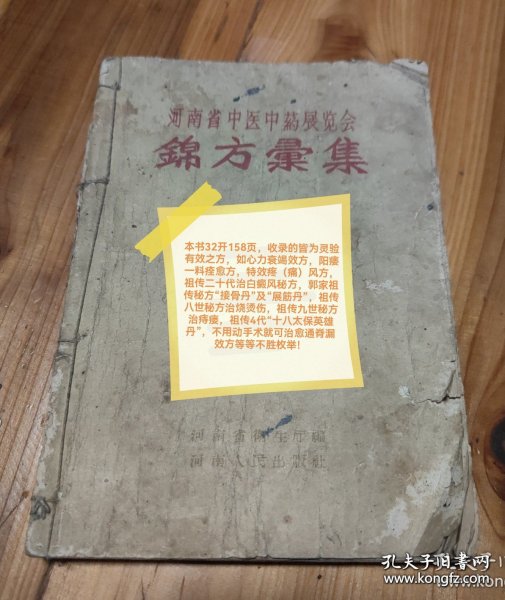 河南省中医中药展览会
錦方彙集
本书32开158页，收录的皆为灵验
有效之方，如心力衰竭效方，阳痿
一料痊愈方，特效疼（痛）风方，
祖传二十代治白癜风秘方，郭家祖
传秘方“接骨丹”及“展筋丹”，祖传
八世秘方治烧烫伤，祖传九世秘方
治痔瘘，祖传4代“十八太保英雄
丹”，不用动手术就可治愈通脊漏
效方等等不胜枚举！
河南省衛生厅編
河南人民出版社
孔夫子旧書网
www.kongfz.com